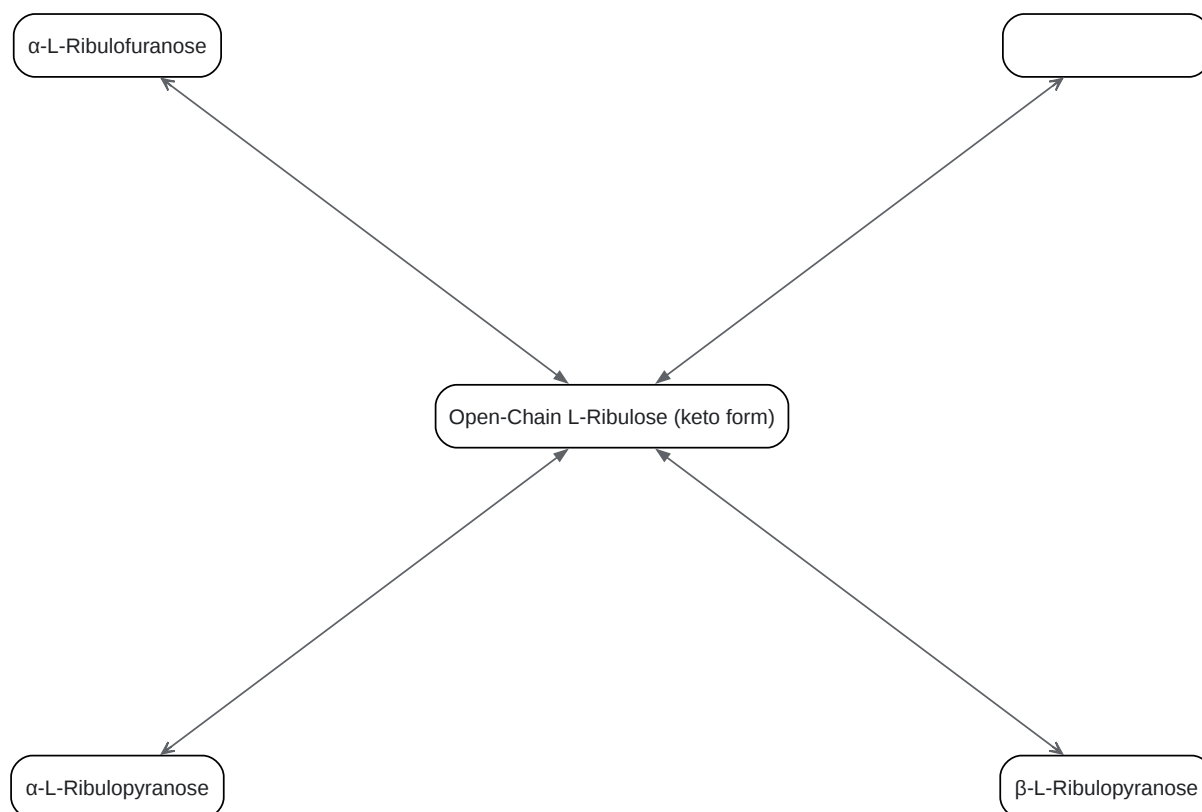 α-L-Ribulofuranose
Open-Chain L-Ribulose (keto form)
α-L-Ribulopyranose
β-L-Ribulopyranose